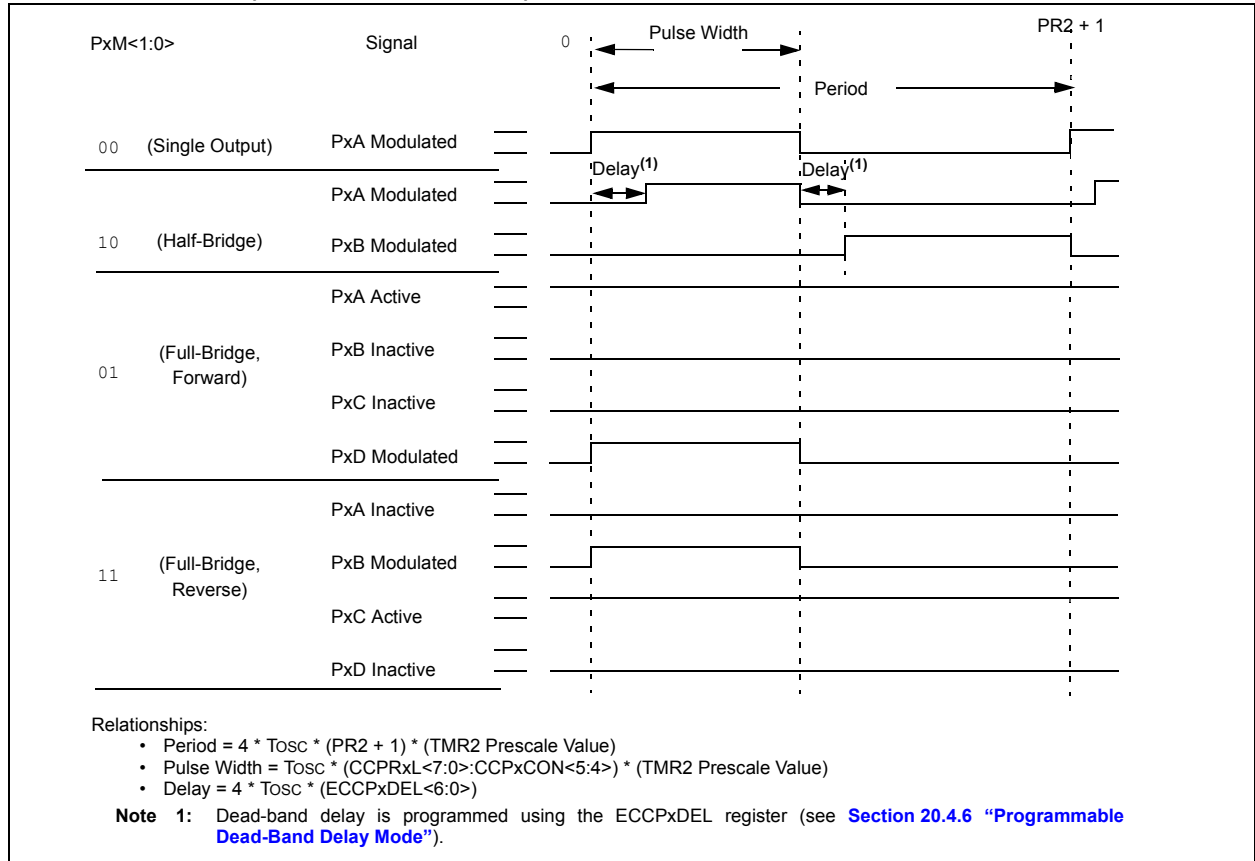 PxM<1:0> Signal 0 Pulse Width PR2 + 1
Period
00 (Single Output) PxA Modulated
Delay(1) Delay(1)
PxA Modulated
10 (Half-Bridge) PxB Modulated
PxA Active
(Full-Bridge, Forward) PxB Inactive
01
PxC Inactive
PxD Modulated
PxA Inactive
11 (Full-Bridge, Reverse) PxB Modulated
PxC Active
PxD Inactive
Relationships:
• Period = 4 * TOSC * (PR2 + 1) * (TMR2 Prescale Value)
• Pulse Width = TOSC * (CCPRxL<7:0>:CCPxCON<5:4>) * (TMR2 Prescale Value)
• Delay = 4 * TOSC * (ECCPxDEL<6:0>)
Note 1: Dead-band delay is programmed using the ECCPxDEL register (see Section 20.4.6 “Programmable
Dead-Band Delay Mode”).